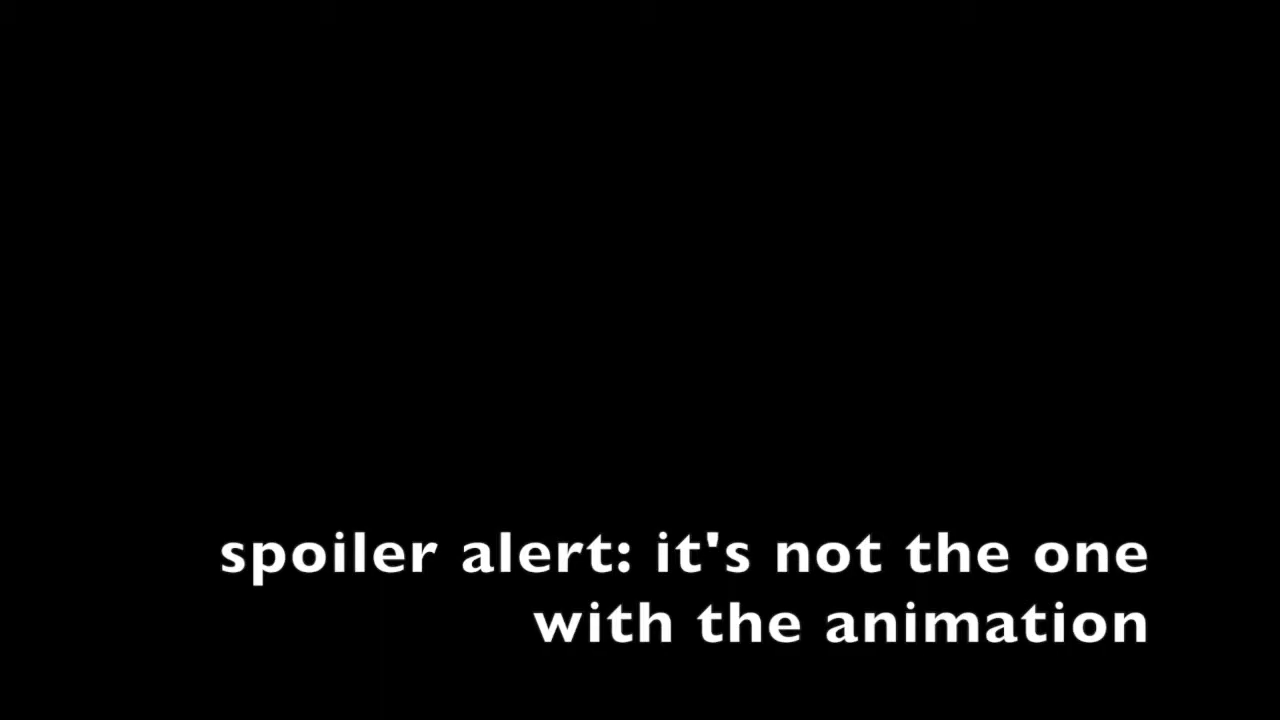 spoiler alert: it's not the one
with the animation